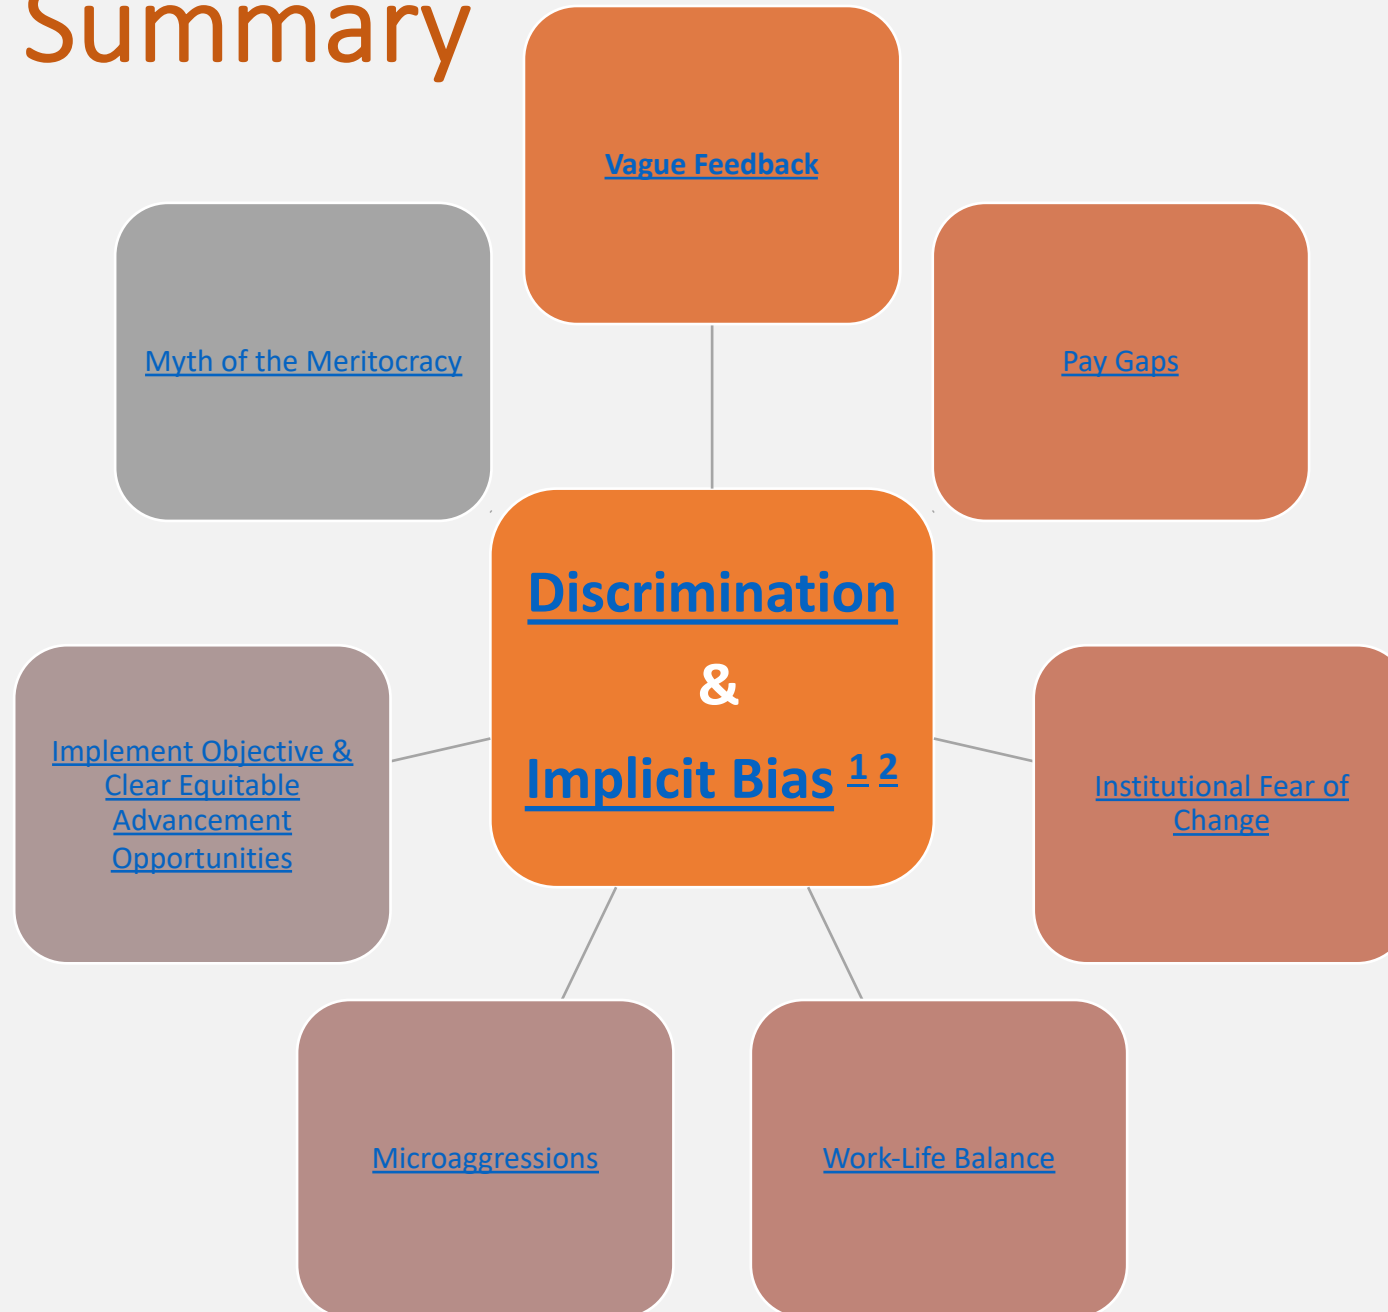 Summary
Vague Feedback
Myth of the Meritocracy
Pay Gaps
Discrimination
&
Implicit Bias 1 2
Implement Objective &
Clear Equitable
Advancement
Opportunities
Institutional Fear of
Change
Microaggressions
Work-Life Balance